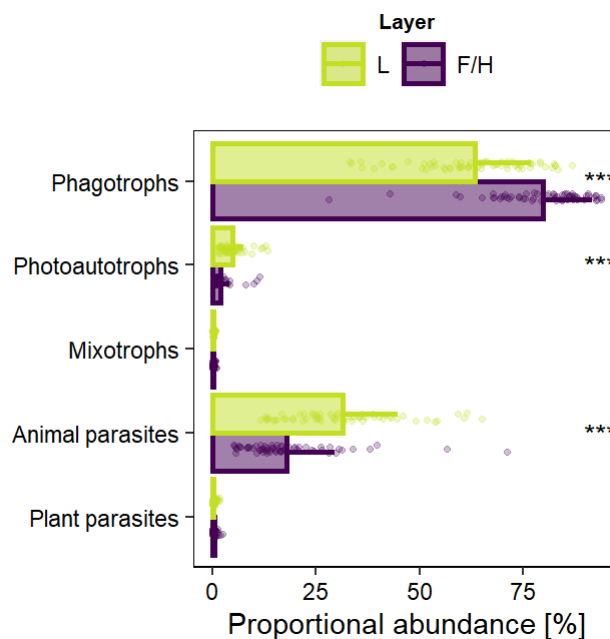 Layer
L F/H
Phagotrophs ***
Photoautotrophs ***
Mixotrophs
Animal parasites ***
Plant parasites
0 25 50 75
Proportional abundance [%]